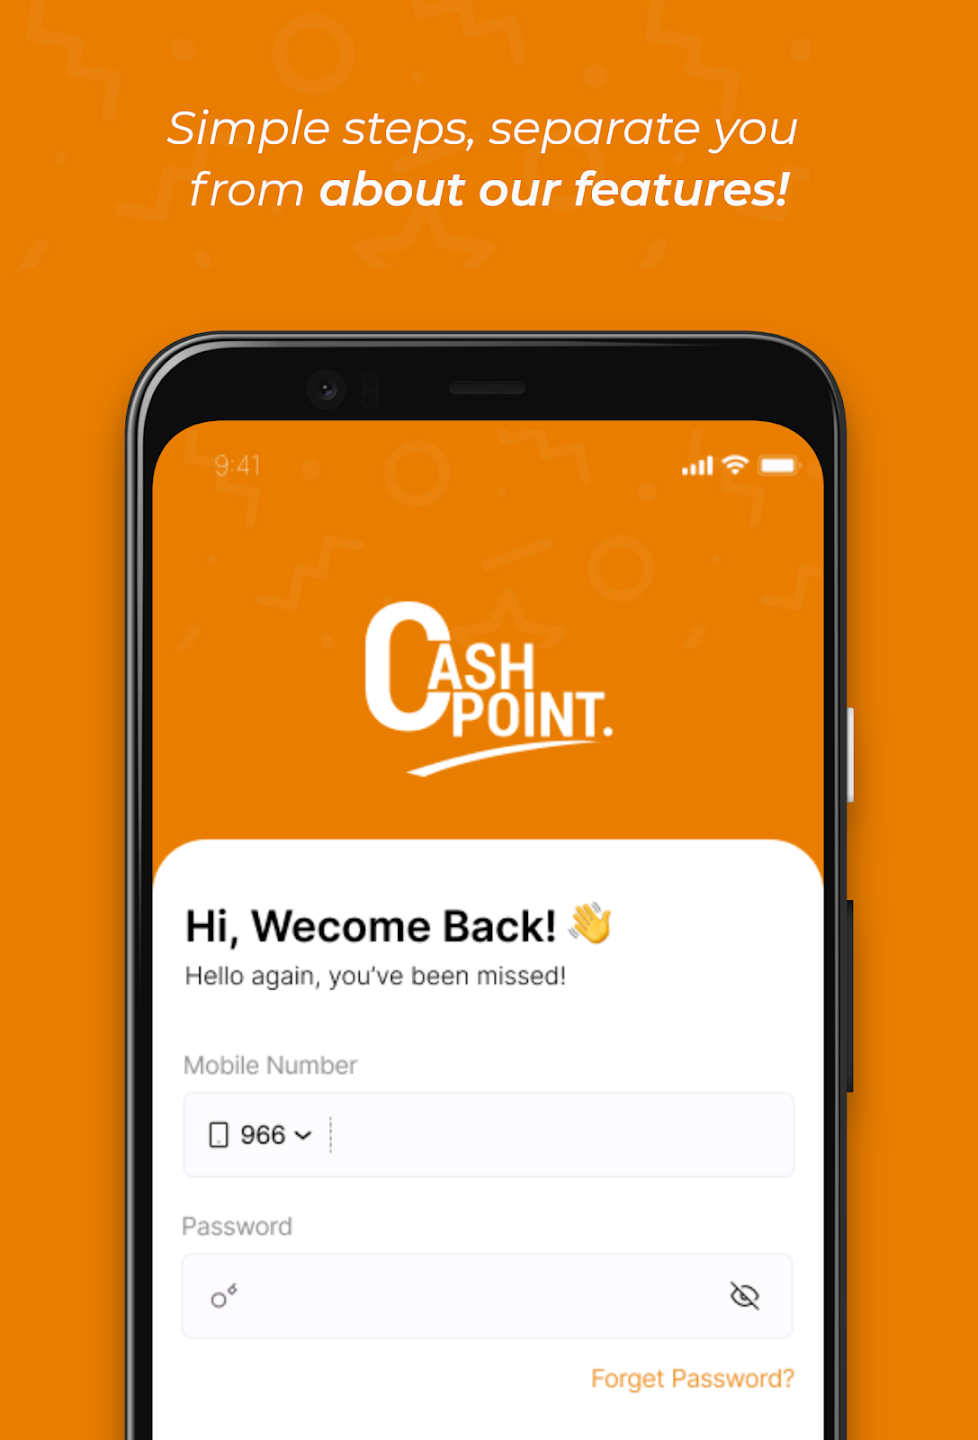 Simple steps, separate you
from about our features!
9:41
CASH
POINT.
Hi, Wecome Back! 👋
Hello again, you've been missed!
Mobile Number
966
Password
Forget Password?